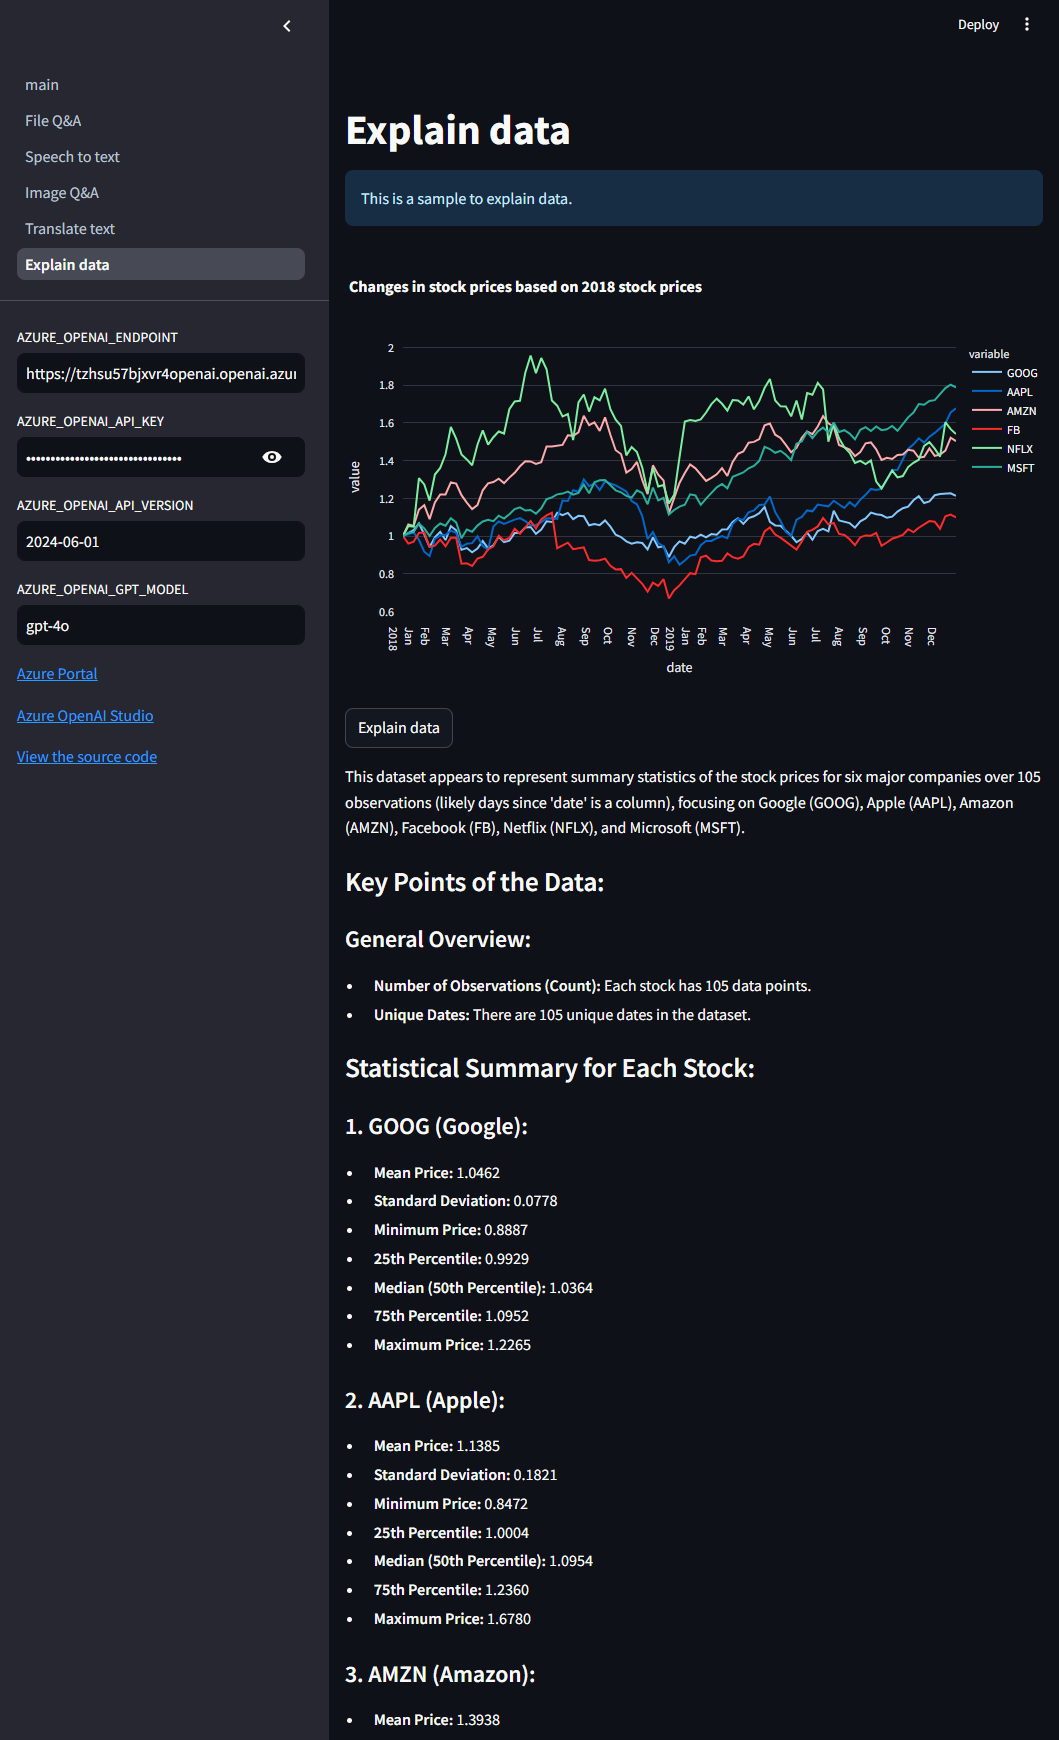 Deploy
main
File Q&A
Speech to text
Image Q&A
Translate text
Explain data
AZURE_OPENAI_ENDPOINT
https://tzhsu57bjxvr4openai.openai.azur
AZURE_OPENAI_API_KEY
••••••••••••••••••••••••••••••••
AZURE_OPENAI_API_VERSION
2024-06-01
AZURE_OPENAI_GPT_MODEL
gpt-4o
Azure Portal
Azure OpenAI Studio
View the source code
Explain data
This is a sample to explain data.
Changes in stock prices based on 2018 stock prices
2
1.8
1.6
1.4
1.2
1
0.8
0.6
value
2018 Jan Feb Mar Apr May Jun Jul Aug Sep Oct Nov Dec 2019 Jan Feb Mar Apr May Jun Jul Aug Sep Oct Nov Dec
date
variable
GOOG
AAPL
AMZN
FB
NFLX
MSFT
Explain data
This dataset appears to represent summary statistics of the stock prices for six major companies over 105
observations (likely days since 'date' is a column), focusing on Google (GOOG), Apple (AAPL), Amazon
(AMZN), Facebook (FB), Netflix (NFLX), and Microsoft (MSFT).
Key Points of the Data:
General Overview:
• Number of Observations (Count): Each stock has 105 data points.
• Unique Dates: There are 105 unique dates in the dataset.
Statistical Summary for Each Stock:
1. GOOG (Google):
• Mean Price: 1.0462
• Standard Deviation: 0.0778
• Minimum Price: 0.8887
• 25th Percentile: 0.9929
• Median (50th Percentile): 1.0364
• 75th Percentile: 1.0952
• Maximum Price: 1.2265
2. AAPL (Apple):
• Mean Price: 1.1385
• Standard Deviation: 0.1821
• Minimum Price: 0.8472
• 25th Percentile: 1.0004
• Median (50th Percentile): 1.0954
• 75th Percentile: 1.2360
• Maximum Price: 1.6780
3. AMZN (Amazon):
• Mean Price: 1.3938